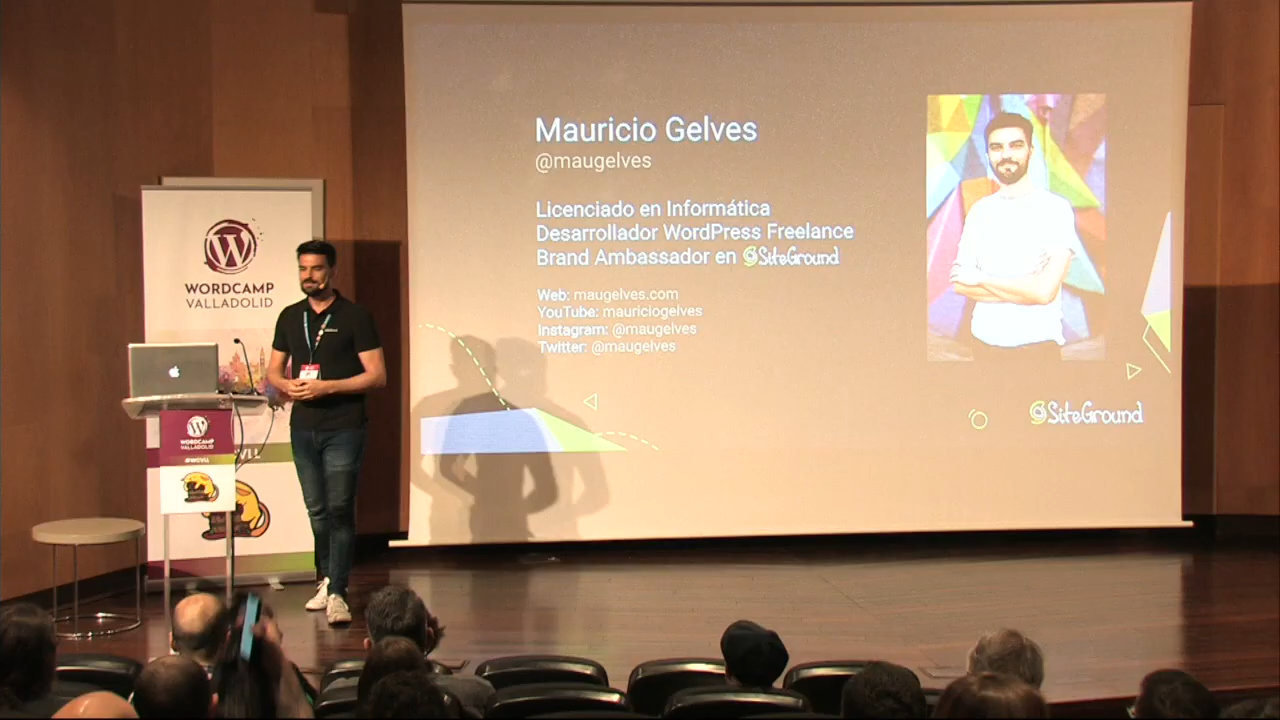 Mauricio Gelves
@maugelves
Licenciado en Informática
Desarrollador WordPress Freelance
Brand Ambassador en SiteGround
Web: maugelves.com
YouTube: mauriciogelves
Instagram: @maugelves
Twitter: @maugelves
SiteGround
W
WORDCAMP
VALLADOLID
W
WORDCAMP
VALLADOLID
#WCVLL